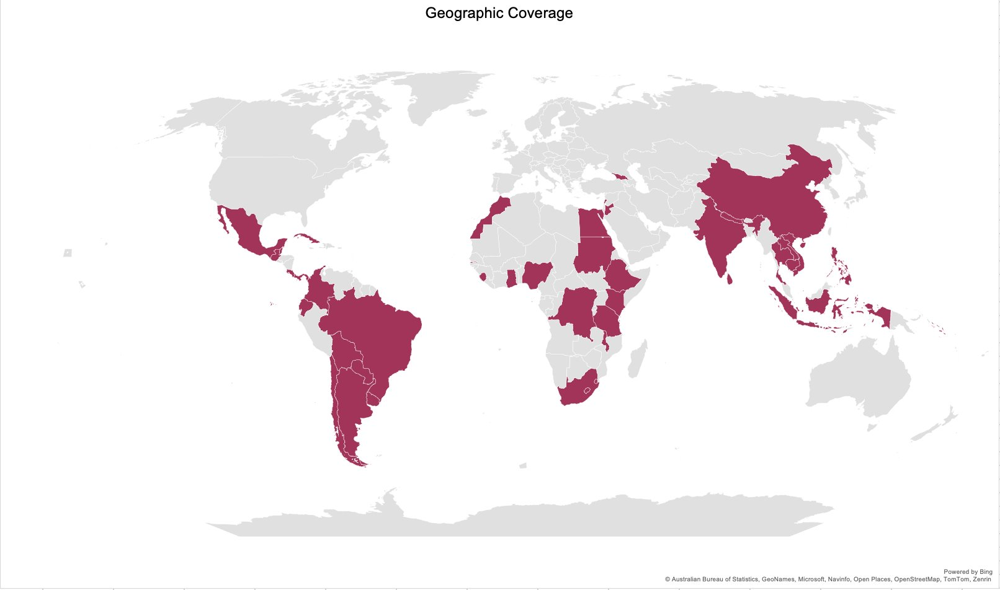 Geographic Coverage
Powered by Bing
© Australian Bureau of Statistics, GeoNames, Microsoft, Navinfo, Open Places, OpenStreetMap, TomTom, Zenrin